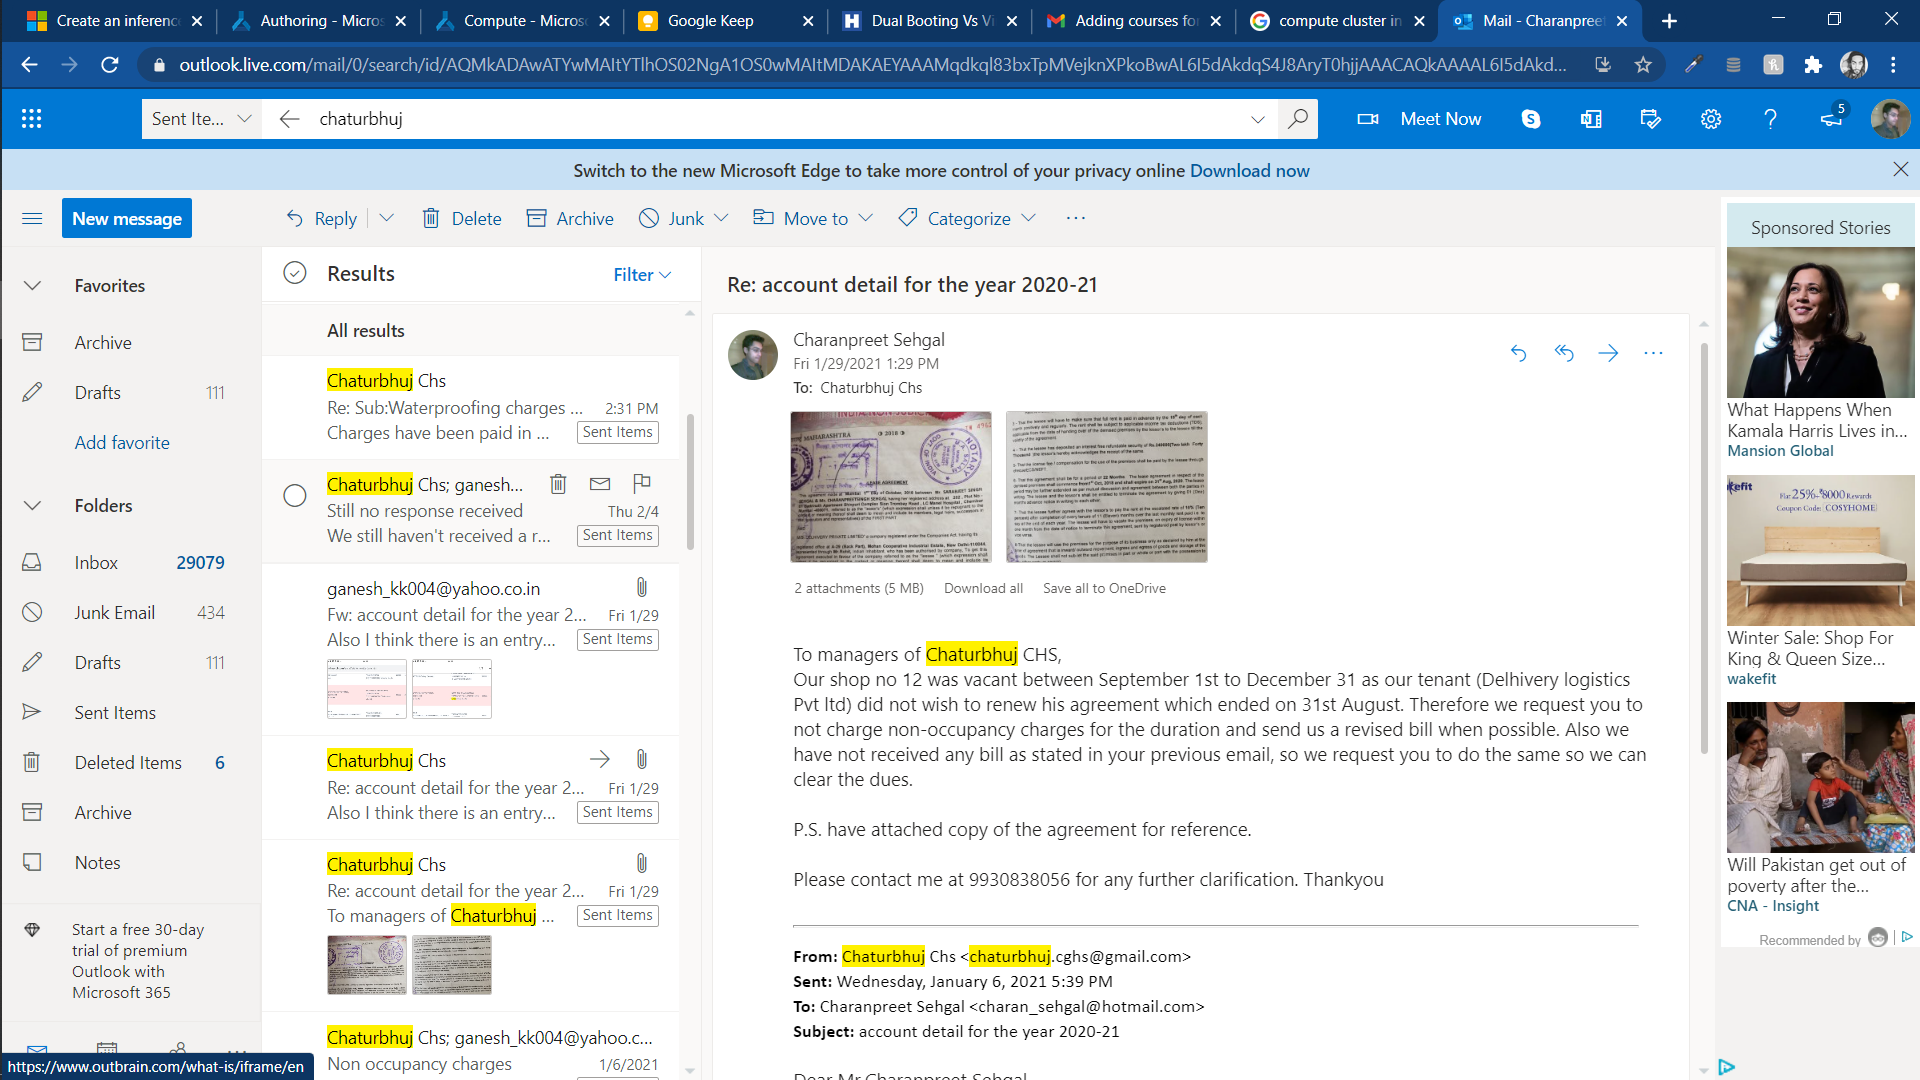 Create an inferenc
Authoring - Micros
Compute - Micros
Google Keep
Dual Booting Vs Vi
Adding courses for
compute cluster in
Mail - Charanpreet
outlook.live.com/mail/0/search/id/AQMkADAwATYwMAItYTlhOS02NgA1OS0wMAItMDAKAEYAAAMqdkqI83bxTpMVejknXPkoBwAL6I5dAkdqS4J8AryT0hjjAAACAQkAAAAL6I5dAkd...
Sent Ite...
chaturbhuj
Meet Now
5
Switch to the new Microsoft Edge to take more control of your privacy online Download now
New message
Reply
Delete
Archive
Junk
Move to
Categorize
Favorites
Archive
Drafts 111
Add favorite
Folders
Inbox 29079
Junk Email 434
Drafts 111
Sent Items
Deleted Items 6
Archive
Notes
Start a free 30-day
trial of premium
Outlook with
Microsoft 365
https://www.outbrain.com/what-is/iframe/en
Results
Filter
All results
Chaturbhuj Chs
Re: Sub:Waterproofing charges ... 2:31 PM
Charges have been paid in ... Sent Items
Chaturbhuj Chs; ganesh...
Still no response received Thu 2/4
We still haven't received a r... Sent Items
ganesh_kk004@yahoo.co.in
Fw: account detail for the year 2... Fri 1/29
Also I think there is an entry... Sent Items
Chaturbhuj Chs
Re: account detail for the year 2... Fri 1/29
Also I think there is an entry... Sent Items
Chaturbhuj Chs
Re: account detail for the year 2... Fri 1/29
To managers of Chaturbhuj ... Sent Items
Chaturbhuj Chs; ganesh_kk004@yahoo.c...
Non occupancy charges 1/6/2021
Re: account detail for the year 2020-21
Charanpreet Sehgal
Fri 1/29/2021 1:29 PM
To: Chaturbhuj Chs
MAHARASHTRA
2018
NOTARY
LEASE AGREEMENT
2 attachments (5 MB) Download all Save all to OneDrive
To managers of Chaturbhuj CHS,
Our shop no 12 was vacant between September 1st to December 31 as our tenant (Delhivery logistics
Pvt ltd) did not wish to renew his agreement which ended on 31st August. Therefore we request you to
not charge non-occupancy charges for the duration and send us a revised bill when possible. Also we
have not received any bill as stated in your previous email, so we request you to do the same so we can
clear the dues.
P.S. have attached copy of the agreement for reference.
Please contact me at 9930838056 for any further clarification. Thankyou
From: Chaturbhuj Chs <chaturbhuj.cghs@gmail.com>
Sent: Wednesday, January 6, 2021 5:39 PM
To: Charanpreet Sehgal <charan_sehgal@hotmail.com>
Subject: account detail for the year 2020-21
Dear Mr Charanpreet Sehgal
Sponsored Stories
What Happens When
Kamala Harris Lives in...
Mansion Global
Flat 25%+ 8000 Rewards
Coupon Code: COSYHOME
Winter Sale: Shop For
King & Queen Size...
wakefit
Will Pakistan get out of
poverty after the...
CNA - Insight
Recommended by